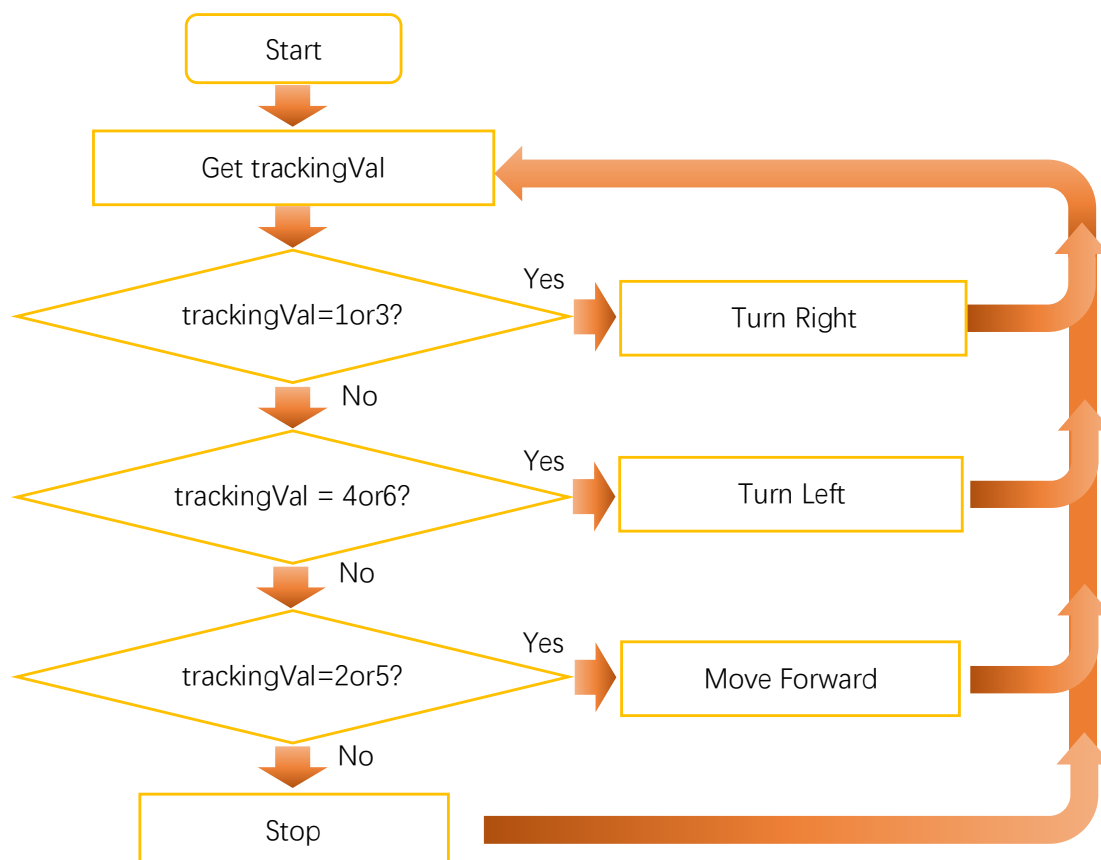 Start
Get trackingVal
trackingVal=1or3?
Yes
Turn Right
No
trackingVal = 4or6?
Yes
Turn Left
No
trackingVal=2or5?
Yes
Move Forward
No
Stop